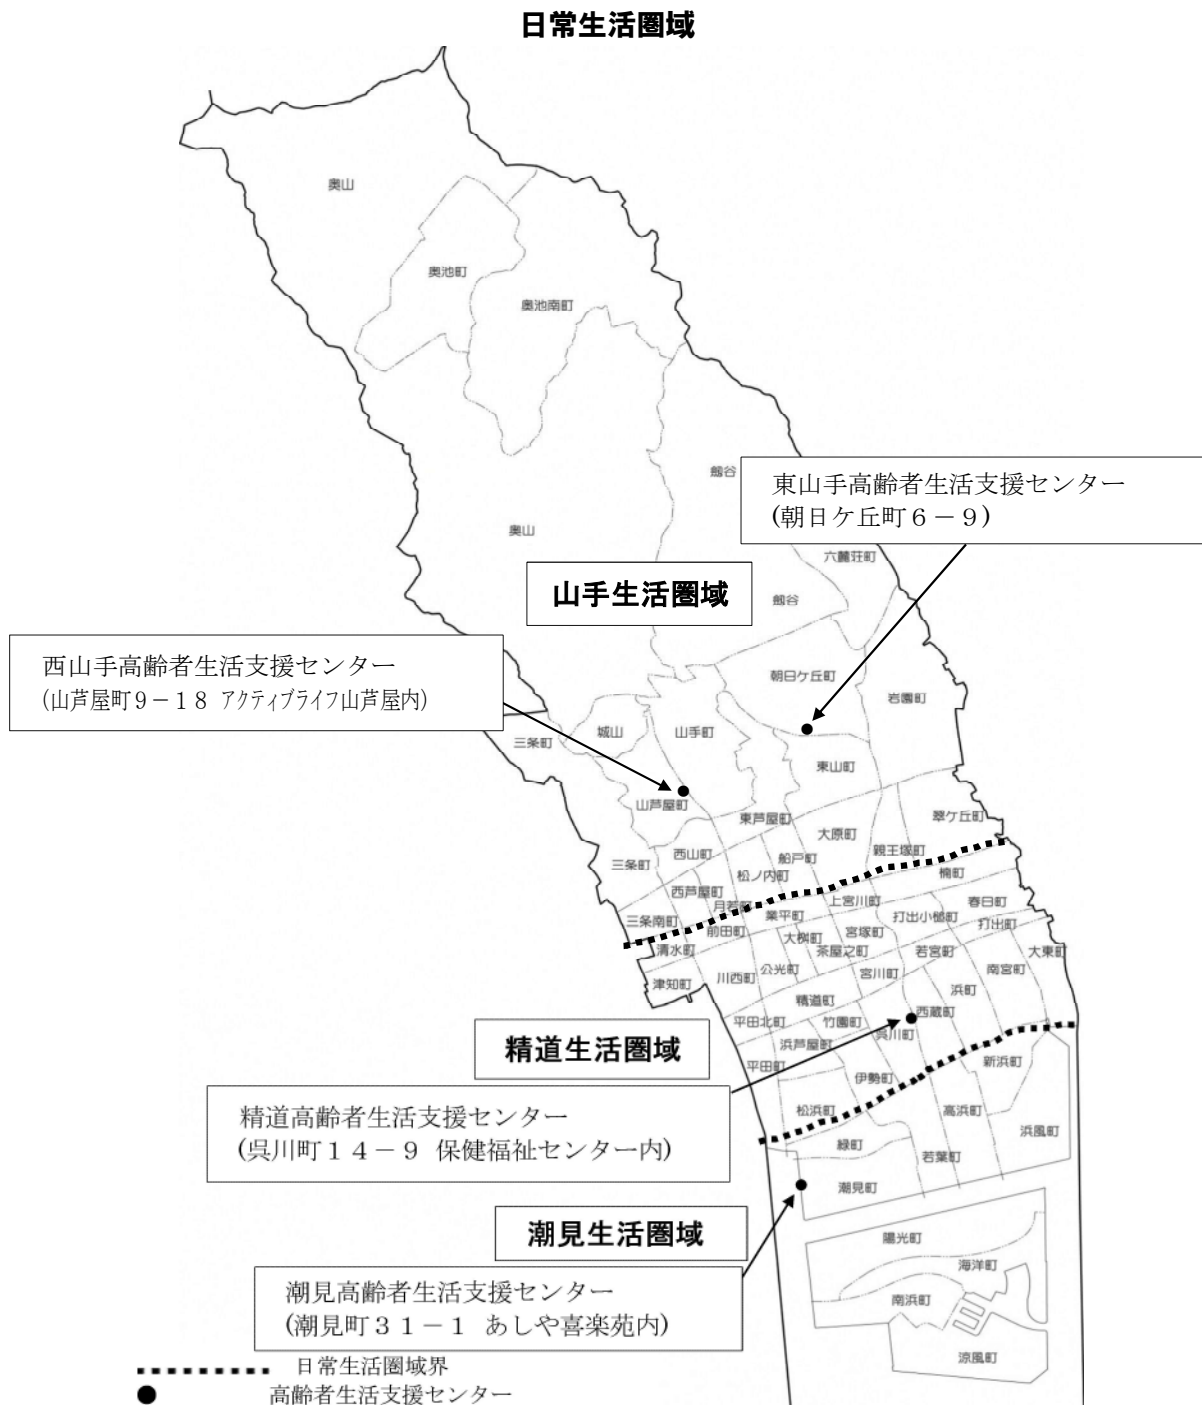 日常生活圏域
奥山
奥池町
奥池南町
剱谷
東山手高齢者生活支援センター
(朝日ケ丘町６－９)
奥山
六麓荘町
山手生活圏域
剱谷
西山手高齢者生活支援センター
(山芦屋町９－１８ アクティブライフ山芦屋内)
朝日ケ丘町
岩園町
城山
山手町
三条町
東山町
山芦屋町
東芦屋町
翠ケ丘町
大原町
親王塚町
西山町
船戸町
三条町
松ノ内町
楠町
西芦屋町
月若町
上宮川町
春日町
三条南町
業平町
打出小槌町
打出町
前田町
大桝町
宮塚町
清水町
茶屋之町
若宮町
大東町
公光町
宮川町
南宮町
津知町
川西町
浜町
精道町
西蔵町
平田北町
竹園町
呉川町
精道生活圏域
浜芦屋町
平田町
新浜町
伊勢町
精道高齢者生活支援センター
(呉川町１４－９ 保健福祉センター内)
松浜町
高浜町
浜風町
緑町
若葉町
潮見町
潮見生活圏域
陽光町
海洋町
潮見高齢者生活支援センター
(潮見町３１－１ あしや喜楽苑内)
南浜町
涼風町
日常生活圏域界
高齢者生活支援センター